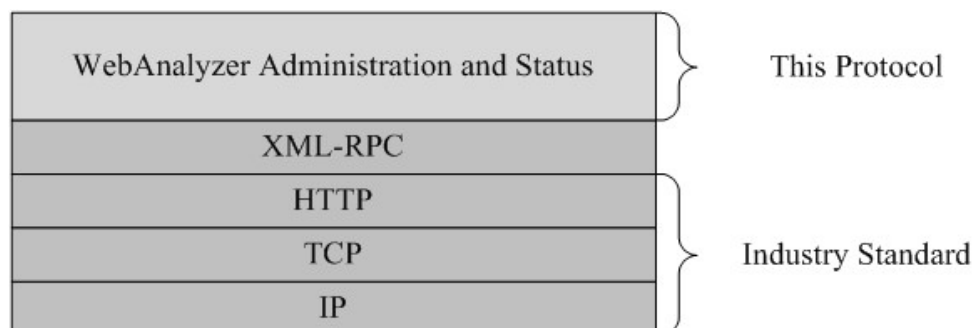 WebAnalyzer Administration and Status
This Protocol
XML-RPC
HTTP
TCP
Industry Standard
IP